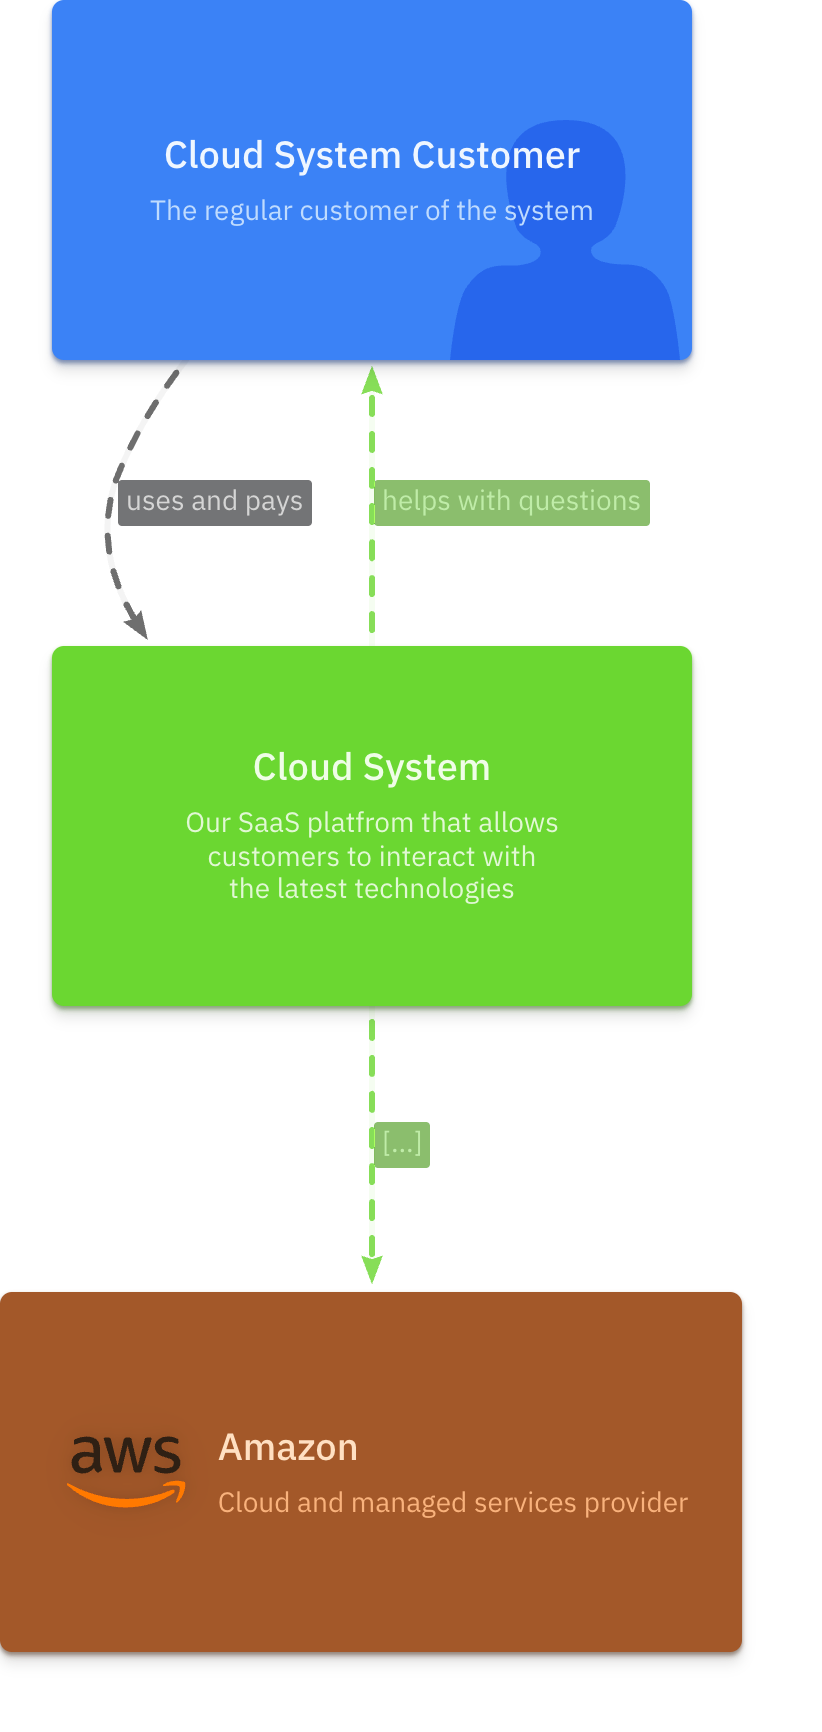 Cloud System Customer
The regular customer of the system
uses and pays
helps with questions
Cloud System
Our SaaS platfrom that allows
customers to interact with
the latest technologies
[...]
aws
Amazon
Cloud and managed services provider